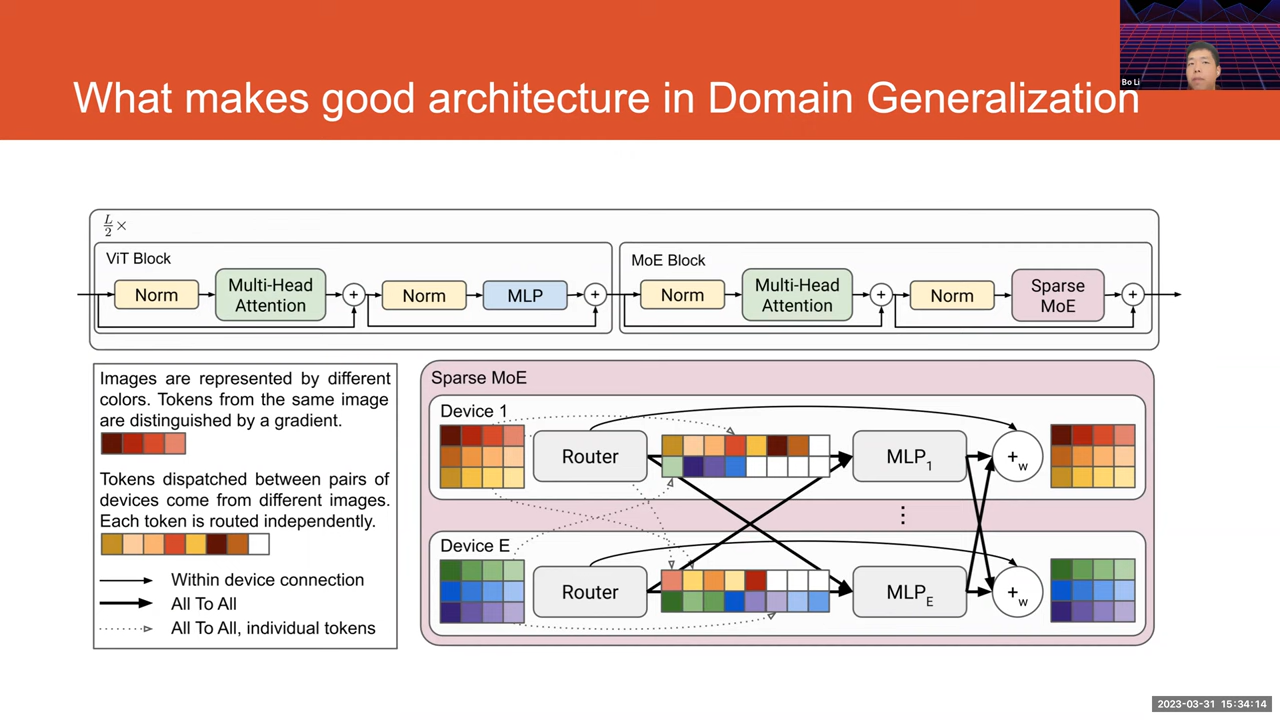 Bo Li
What makes good architecture in Domain Generalization
L/2 ×
ViT Block
Norm
Multi-Head
Attention
+
Norm
MLP
+
MoE Block
Norm
Multi-Head
Attention
+
Norm
Sparse
MoE
+
Images are represented by different
colors. Tokens from the same image
are distinguished by a gradient.
Tokens dispatched between pairs of
devices come from different images.
Each token is routed independently.
Within device connection
All To All
All To All, individual tokens
Sparse MoE
Device 1
Router
MLP1
+w
⋮
Device E
Router
MLPE
+w
2023-03-31 15:34:14